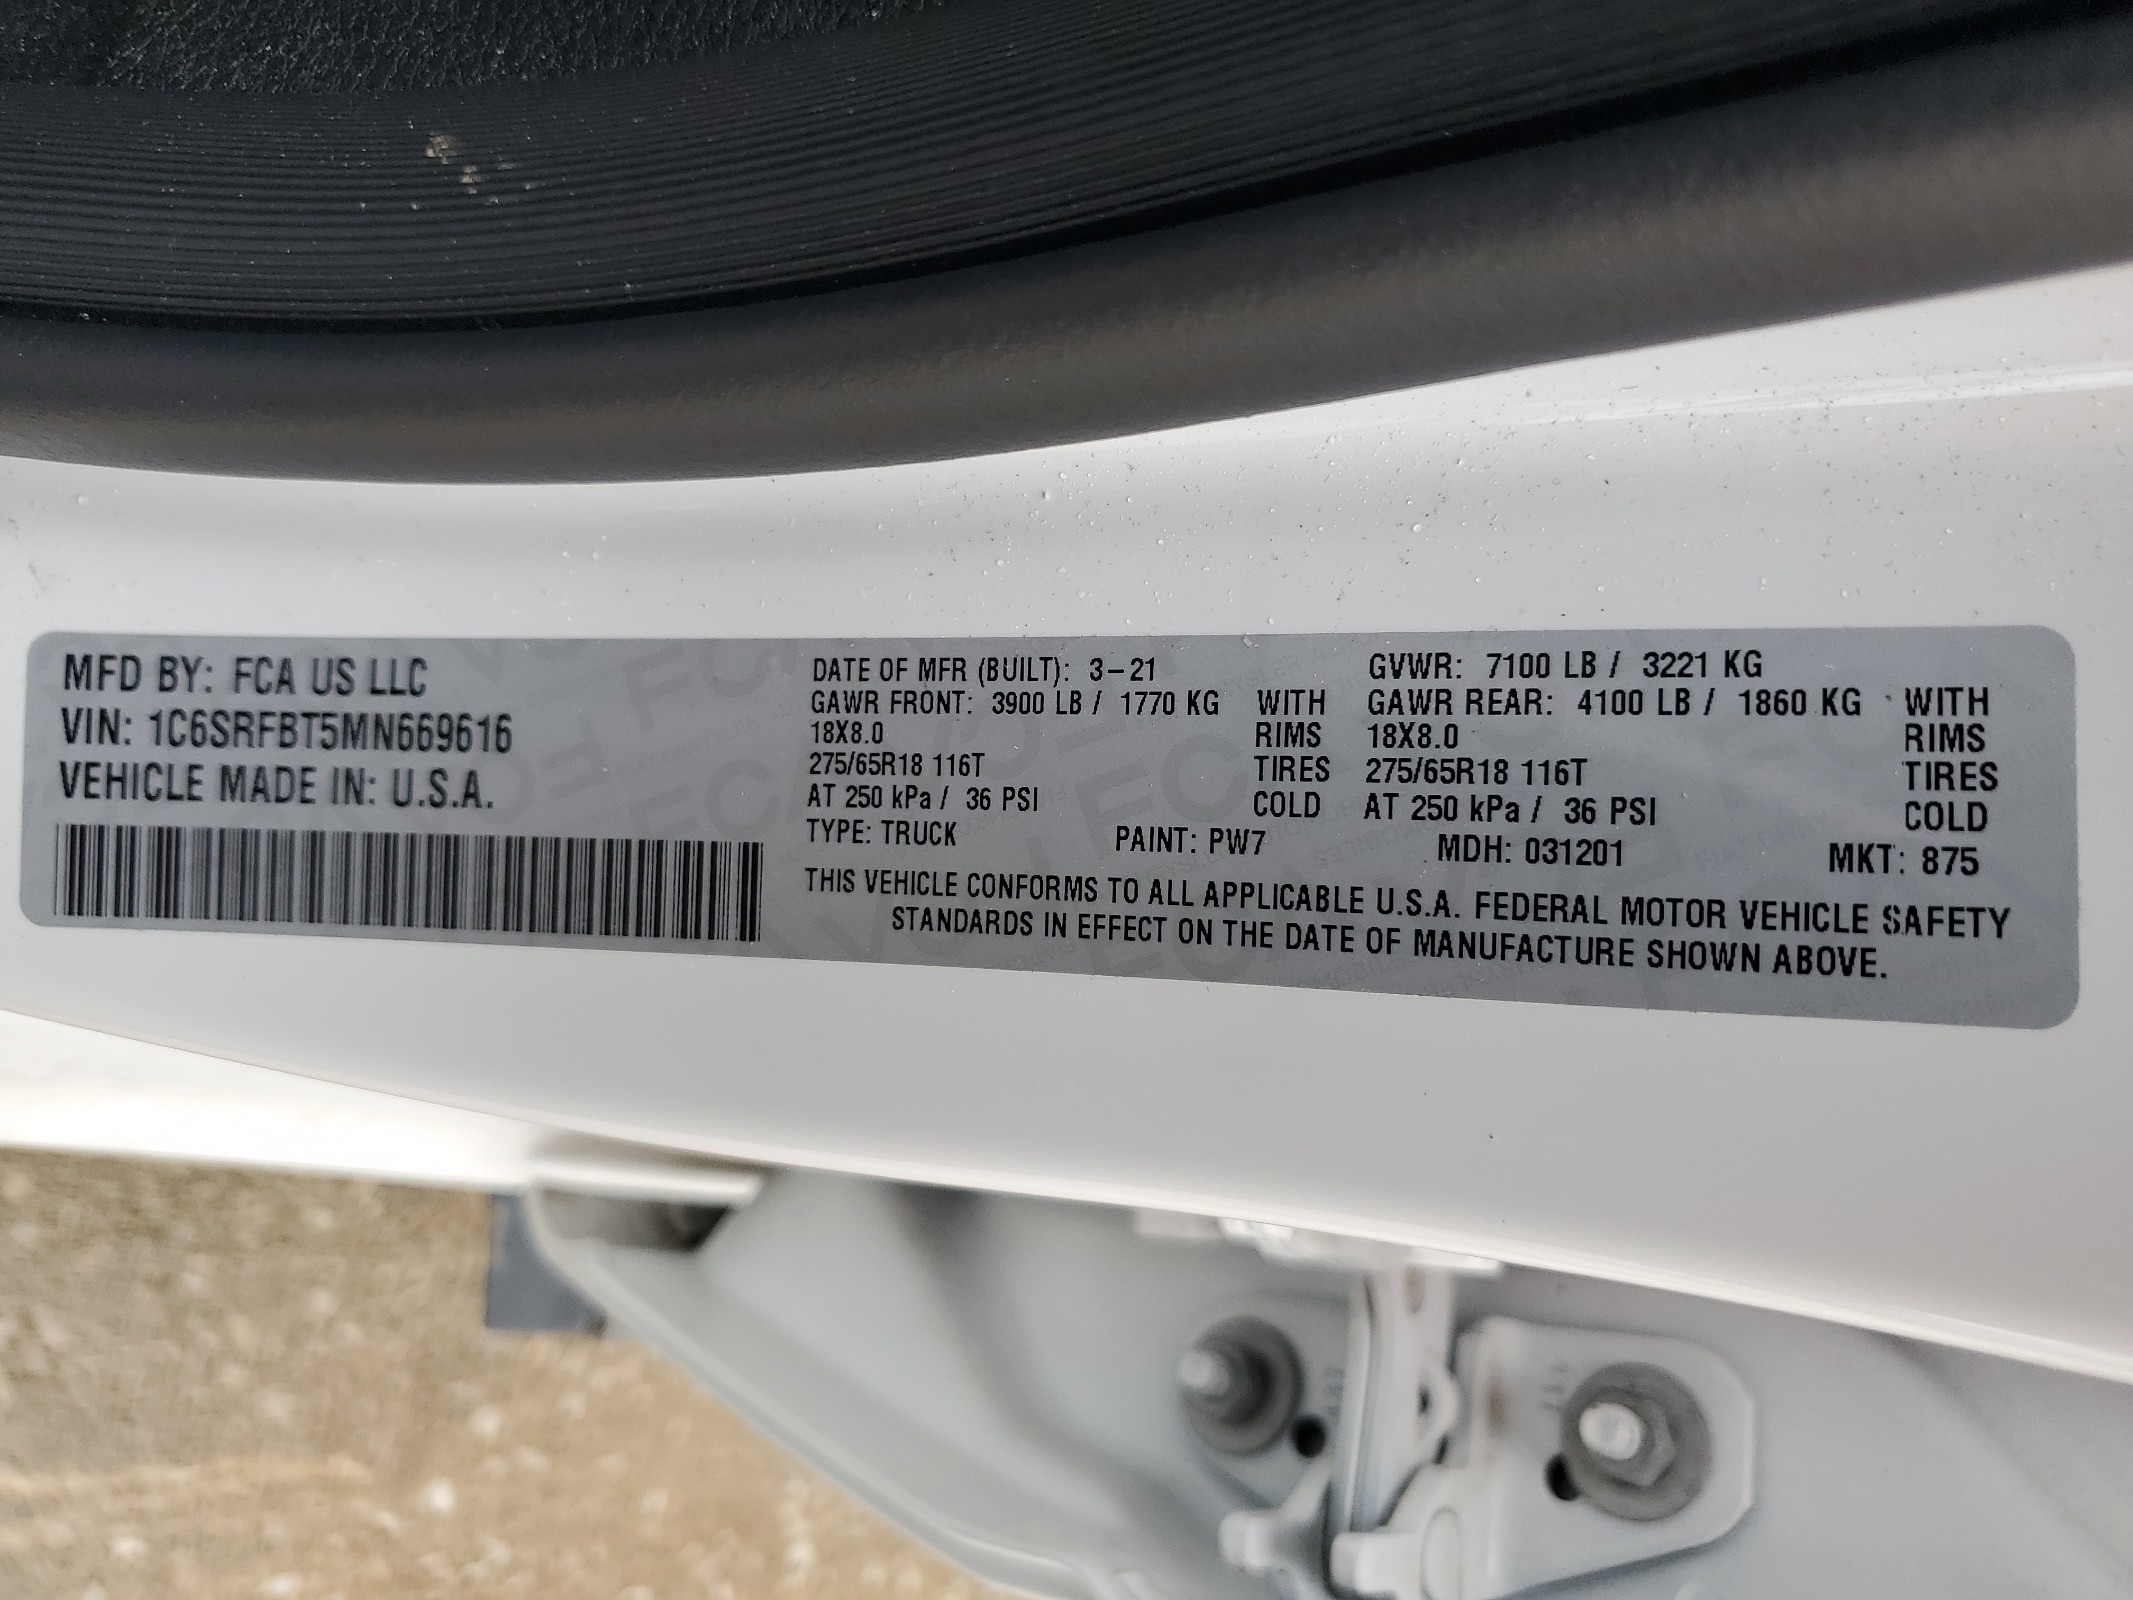 MFD BY: FCA US LLC
VIN: 1C6SRFBT5MN669616
VEHICLE MADE IN: U.S.A.
DATE OF MFR (BUILT): 3-21 GVWR: 7100 LB / 3221 KG
GAWR FRONT: 3900 LB / 1770 KG WITH GAWR REAR: 4100 LB / 1860 KG WITH
18X8.0 RIMS 18X8.0 RIMS
275/65R18 116T TIRES 275/65R18 116T TIRES
AT 250 kPa / 36 PSI COLD AT 250 kPa / 36 PSI COLD
TYPE: TRUCK PAINT: PW7 MDH: 031201 MKT: 875
THIS VEHICLE CONFORMS TO ALL APPLICABLE U.S.A. FEDERAL MOTOR VEHICLE SAFETY
STANDARDS IN EFFECT ON THE DATE OF MANUFACTURE SHOWN ABOVE.